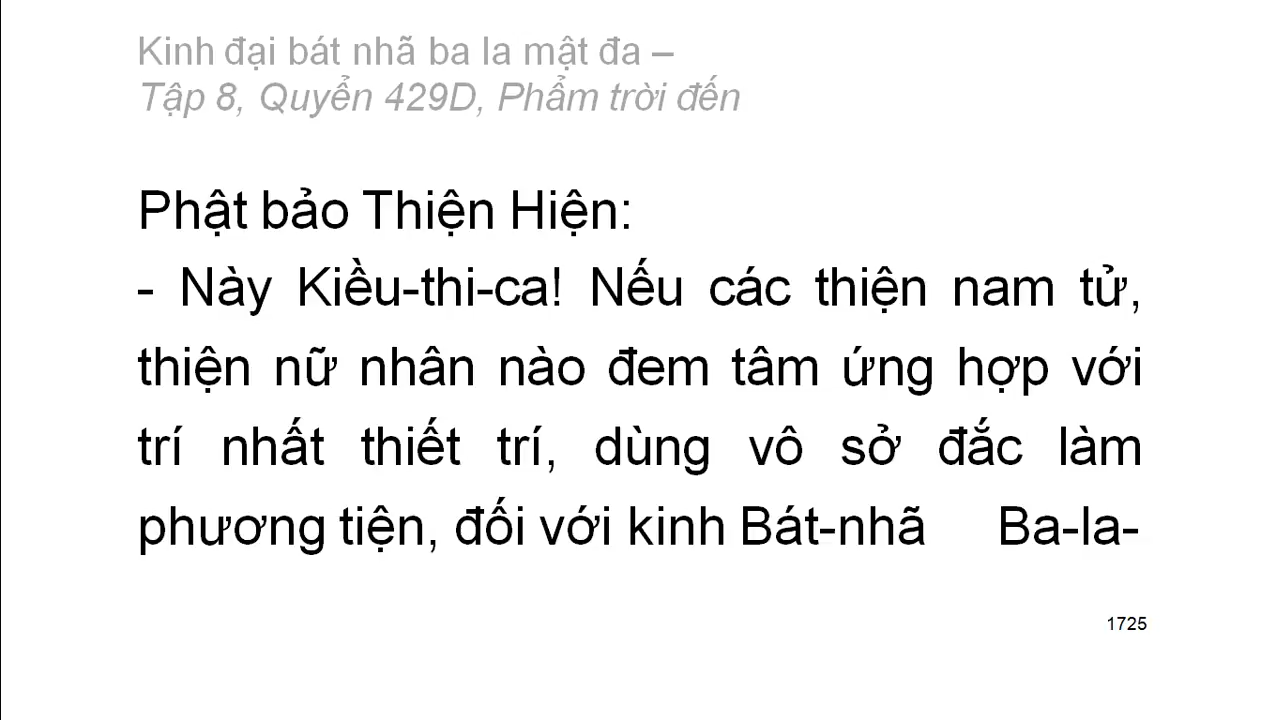 Kinh đại bát nhã ba la mật đa –
Tập 8, Quyển 429D, Phẩm trời đến
Phật bảo Thiện Hiện:
- Này Kiều-thi-ca! Nếu các thiện nam tử,
thiện nữ nhân nào đem tâm ứng hợp với
trí nhất thiết trí, dùng vô sở đắc làm
phương tiện, đối với kinh Bát-nhã Ba-la-
1725